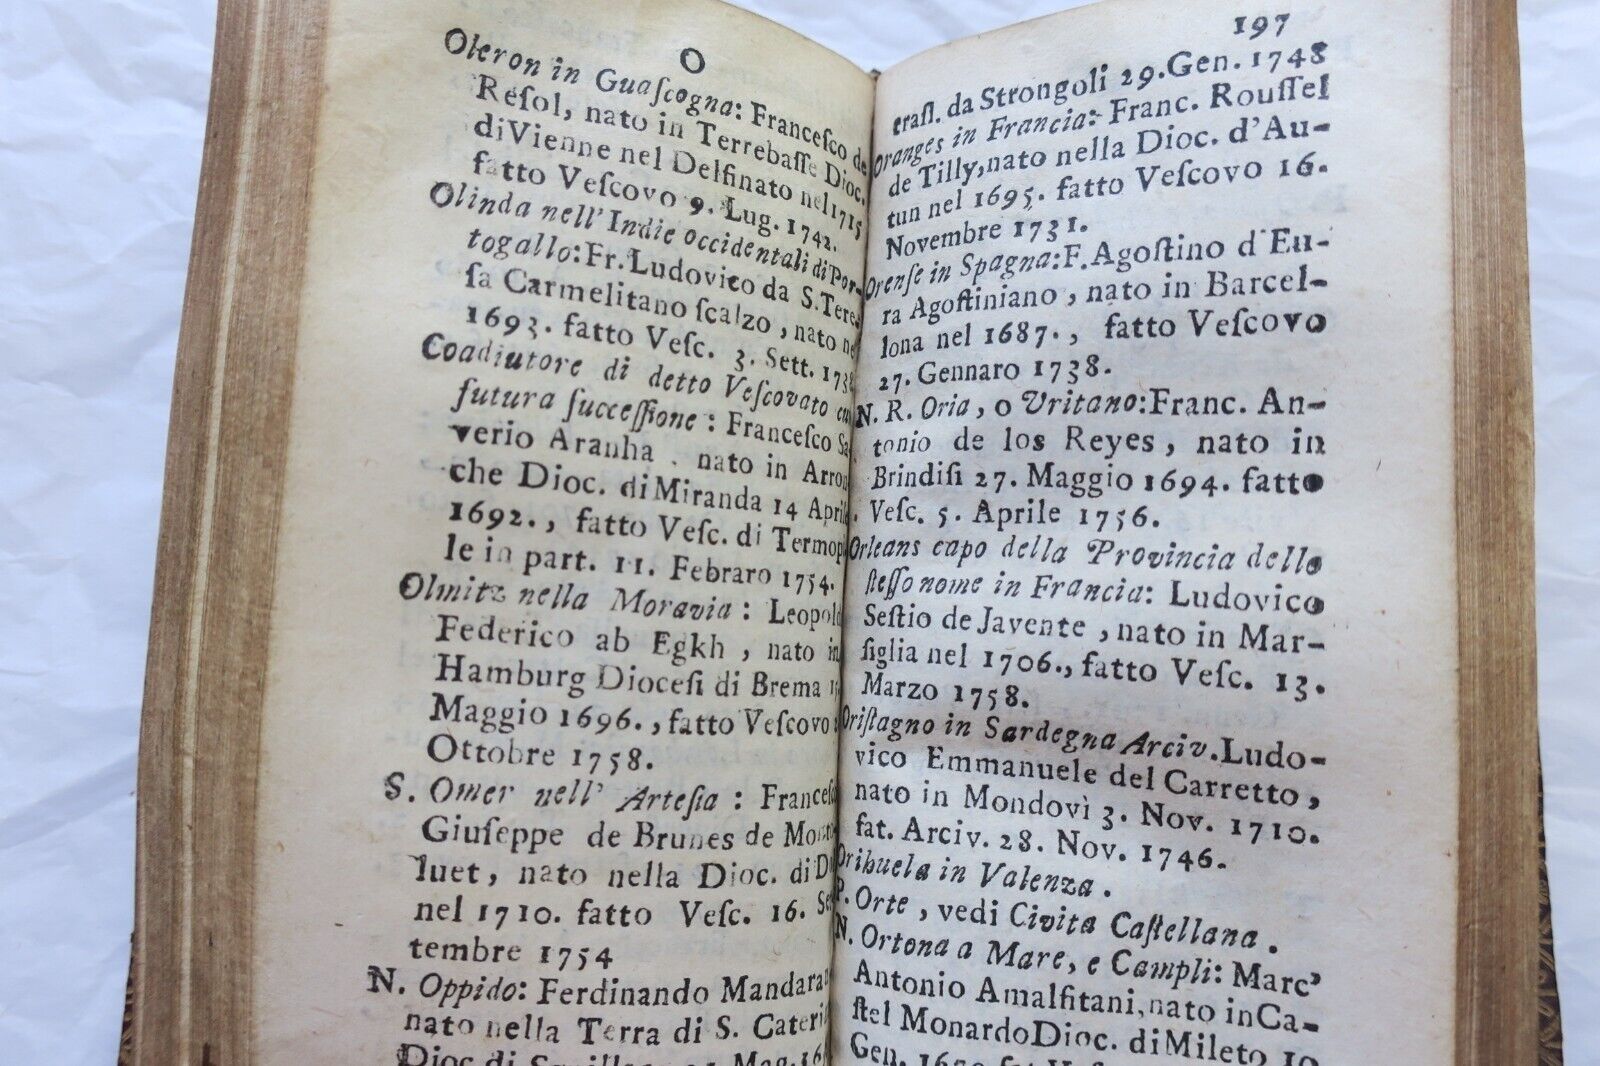 O
Oleron in Guaſcogna: Franceſco de
Reſol, nato in Terrebaſſe Dioc.
di Vienne nel Delfinato nel 1715
fatto Veſcovo 9. Lug. 1742.
Olinda nell' Indie occidentali di Por-
togallo: Fr. Ludovico da S. Tere-
ſa Carmelitano ſcalzo, nato
1693. fatto Veſc. 3. Sett.
Coadiutore di detto Veſcovato
futura ſucceſſione: Franceſco Sa-
verio Aranha. nato in
che Dioc. di Miranda 14 Aprile
1692., fatto Veſc. di Termop
le in part. 11. Febraro 1754.
Olmitz nella Moravia: Leopold
Federico ab Egkh, nato in
Hamburg Dioceſi di Brema
Maggio 1696., fatto Veſcovo
Ottobre 1758.
S. Omer nell' Arteſia: Franceſco
Giuſeppe de Brunes de
luet, nato nella Dioc. di
nel 1710. fatto Veſc. 16. Set
tembre 1754
N. Oppido: Ferdinando
nato nella Terra di S.
Dioc. di
197
traſl. da Strongoli 29. Gen. 1748
Oranges in Francia: Franc. Rouſſel
de Tilly, nato nella Dioc. d'Au-
tun nel 1695. fatto Veſcovo 16.
Novembre 1731.
Orenſe in Spagna: F. Agoſtino d'Eu-
ra Agoſtiniano, nato in Barcel-
lona nel 1687., fatto Veſcovo
27. Gennaro 1738.
N. R. Oria, o Uritano: Franc. An-
tonio de los Reyes, nato in
Brindiſi 27. Maggio 1694. fatto
Veſc. 5. Aprile 1756.
Orleans capo della Provincia dello
ſteſſo nome in Francia: Ludovico
Seſtio de Javente, nato in Mar-
ſiglia nel 1706., fatto Veſc. 13.
Marzo 1758.
Oriſtagno in Sardegna Arciv. Ludo-
vico Emmanuele del Carretto,
nato in Mondovì 3. Nov. 1710.
fat. Arciv. 28. Nov. 1746.
Orihuela in Valenza.
P. Orte, vedi Civita Caſtellana.
N. Ortona a Mare, e Campli: Marc'
Antonio Amalfitani, nato in Ca-
ſtel Monardo Dioc. di Mileto 10
Gen.